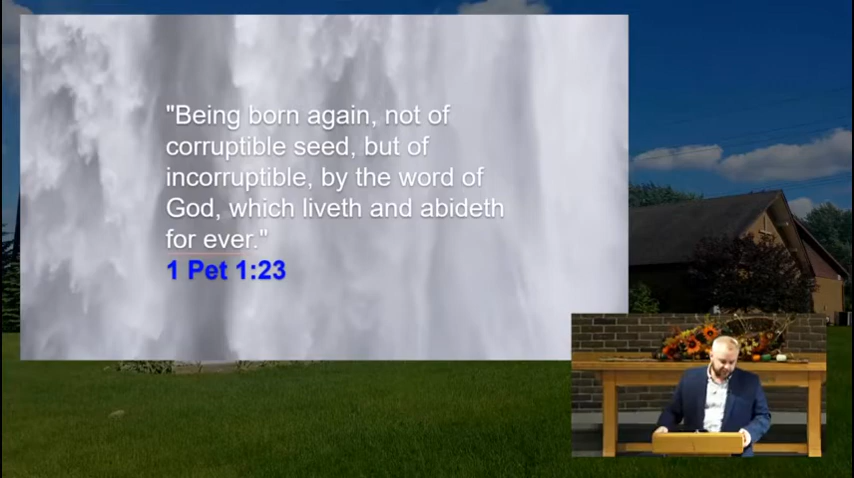 "Being born again, not of
corruptible seed, but of
incorruptible, by the word of
God, which liveth and abideth
for ever."
1 Pet 1:23